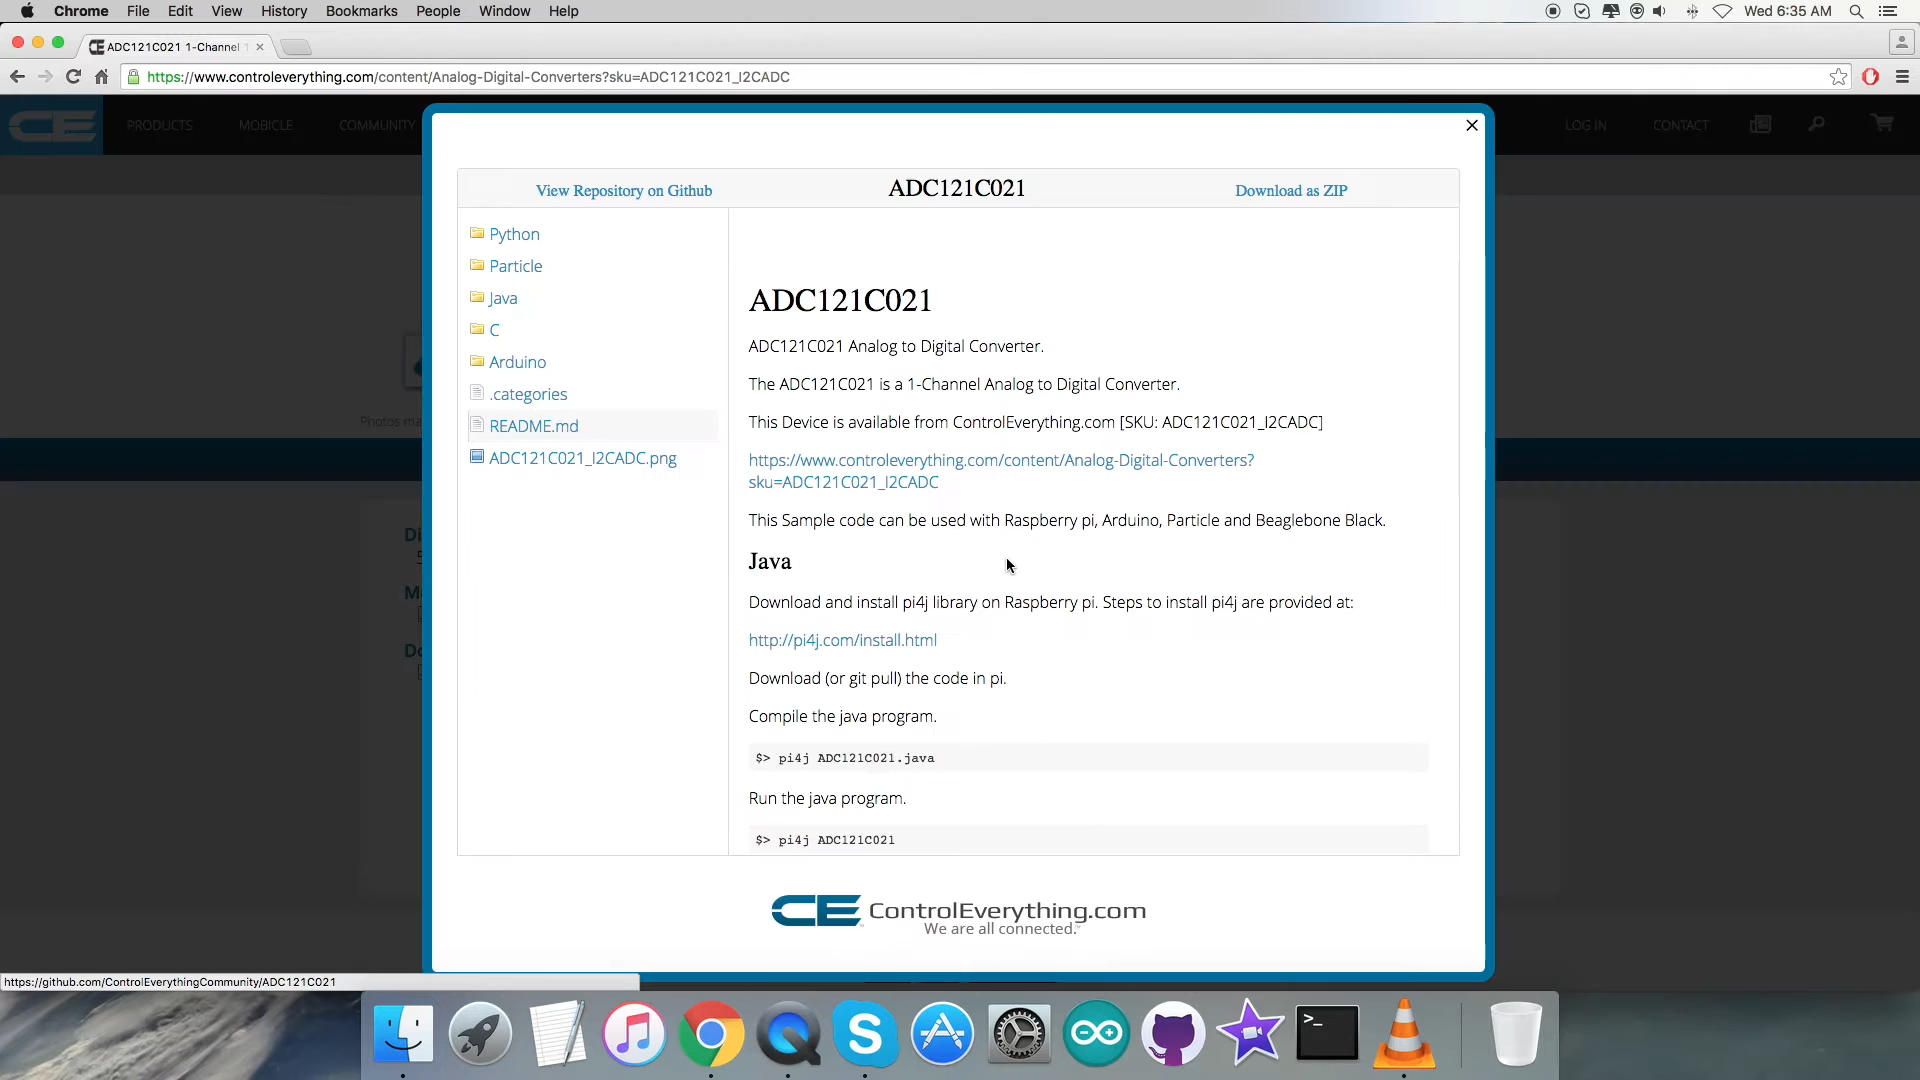 Chrome File Edit View History Bookmarks People Window Help Wed 6:35 AM
CE ADC121C021 1-Channel
https://www.controleverything.com/content/Analog-Digital-Converters?sku=ADC121C021_I2CADC
CE PRODUCTS MOBICLE COMMUNITY LOG IN CONTACT
View Repository on Github ADC121C021 Download as ZIP
Python
Particle
Java
C
Arduino
.categories
README.md
ADC121C021_I2CADC.png
Photos
ADC121C021
ADC121C021 Analog to Digital Converter.
The ADC121C021 is a 1-Channel Analog to Digital Converter.
This Device is available from ControlEverything.com [SKU: ADC121C021_I2CADC]
https://www.controleverything.com/content/Analog-Digital-Converters?
sku=ADC121C021_I2CADC
This Sample code can be used with Raspberry pi, Arduino, Particle and Beaglebone Black.
Java
Download and install pi4j library on Raspberry pi. Steps to install pi4j are provided at:
http://pi4j.com/install.html
Download (or git pull) the code in pi.
Compile the java program.
$> pi4j ADC121C021.java
Run the java program.
$> pi4j ADC121C021
CE ControlEverything.com
We are all connected.
https://github.com/ControlEverythingCommunity/ADC121C021